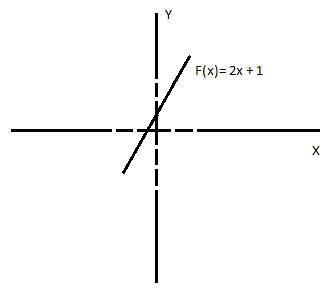 Y
F(x)= 2x + 1
X